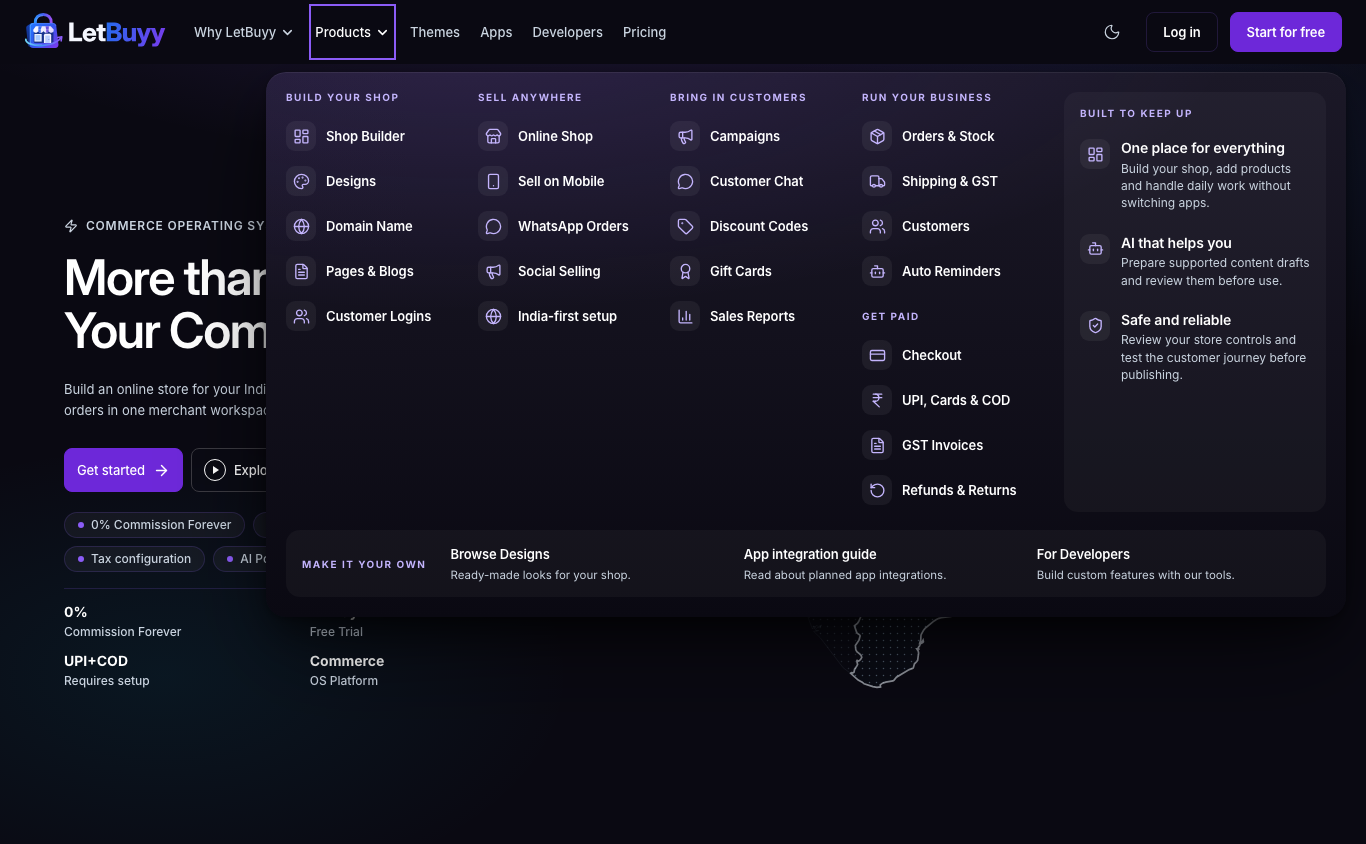 LetBuyy
Why LetBuyy
Products
Themes
Apps
Developers
Pricing
Log in
Start for free
BUILD YOUR SHOP
Shop Builder
Designs
Domain Name
Pages & Blogs
Customer Logins
SELL ANYWHERE
Online Shop
Sell on Mobile
WhatsApp Orders
Social Selling
India-first setup
BRING IN CUSTOMERS
Campaigns
Customer Chat
Discount Codes
Gift Cards
Sales Reports
RUN YOUR BUSINESS
Orders & Stock
Shipping & GST
Customers
Auto Reminders
GET PAID
Checkout
UPI, Cards & COD
GST Invoices
Refunds & Returns
BUILT TO KEEP UP
One place for everything
Build your shop, add products
and handle daily work without
switching apps.
AI that helps you
Prepare supported content drafts
and review them before use.
Safe and reliable
Review your store controls and
test the customer journey before
publishing.
MAKE IT YOUR OWN
Browse Designs
Ready-made looks for your shop.
App integration guide
Read about planned app integrations.
For Developers
Build custom features with our tools.
COMMERCE OPERATING
More than
Your
Build an online store for your
orders in one merchant
Get started
0% Commission Forever
Tax configuration
AI
0%
Commission Forever
Free Trial
UPI+COD
Requires setup
Commerce
OS Platform